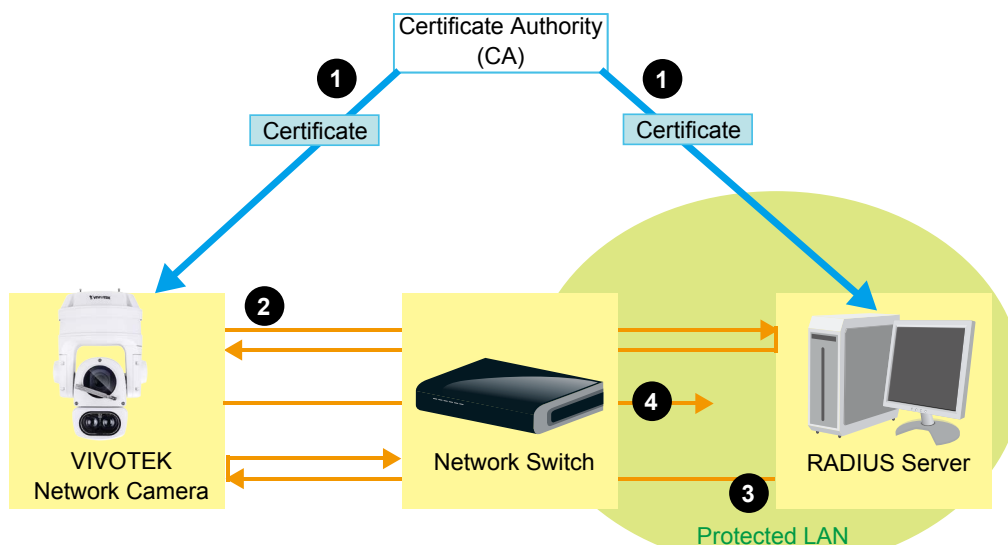 Certificate Authority
(CA)
1
1
Certificate
Certificate
2
4
VIVOTEK
Network Camera
Network Switch
RADIUS Server
3
Protected LAN